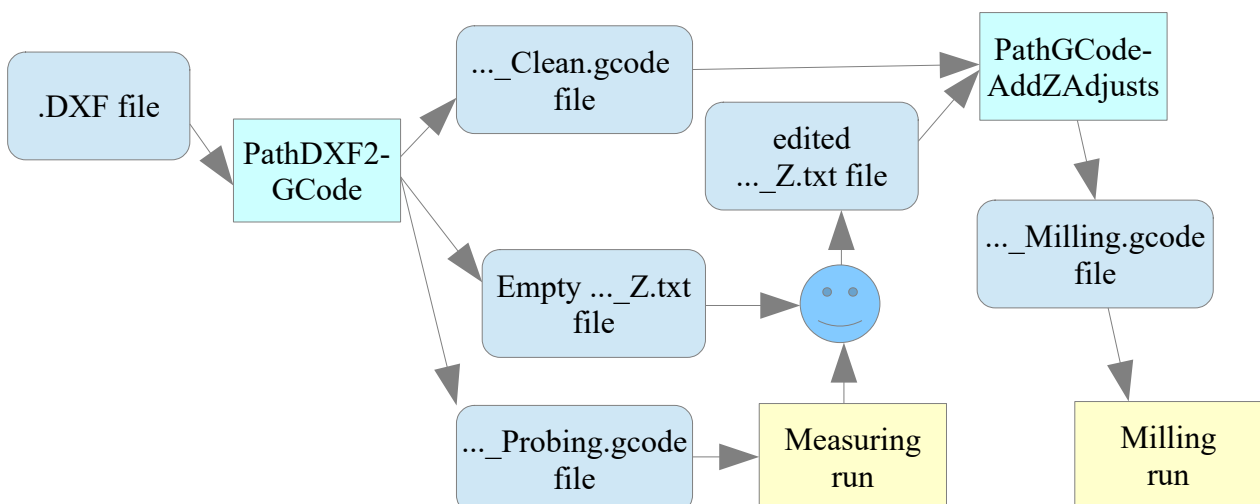 .DXF file
PathDXF2-
GCode
..._Clean.gcode
file
Empty ..._Z.txt
file
..._Probing.gcode
file
Measuring
run
edited
..._Z.txt file
PathGCode-
AddZAdjusts
..._Milling.gcode
file
Milling
run